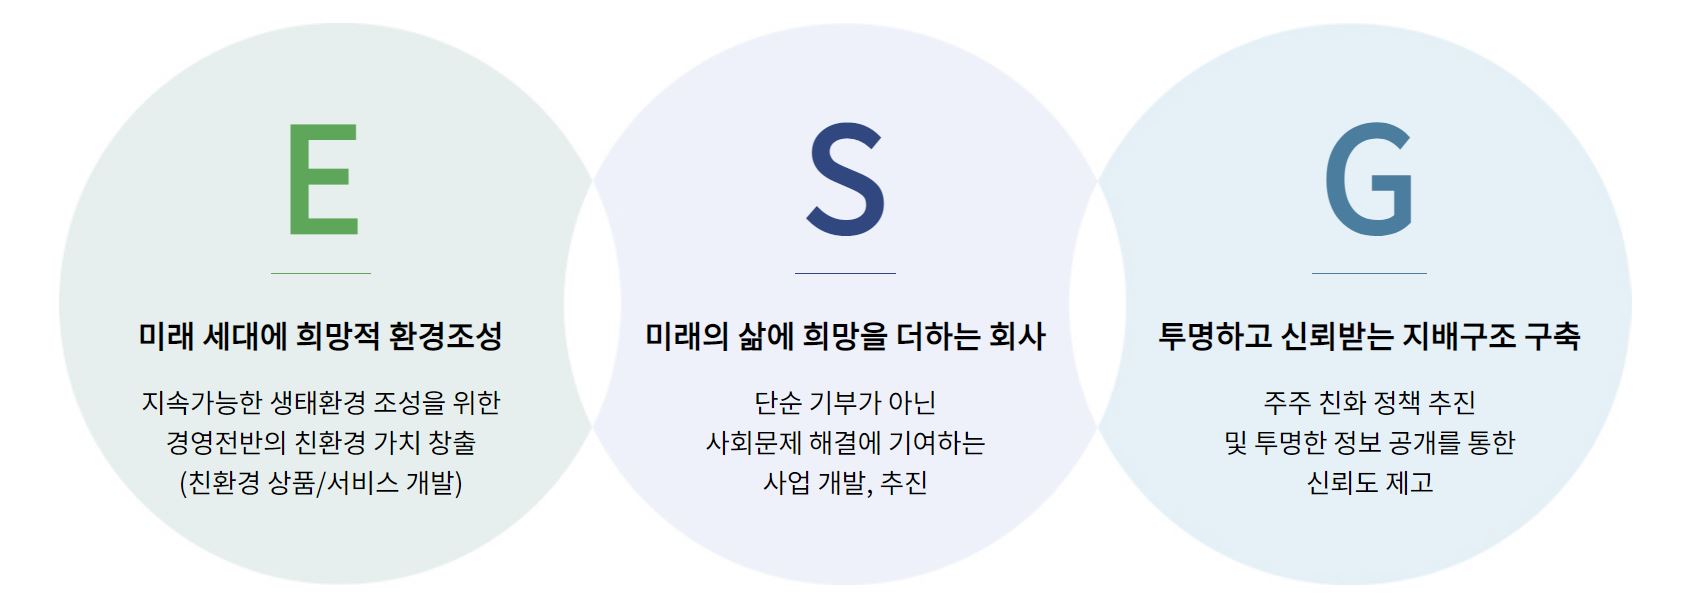 E
미래 세대에 희망적 환경조성
지속가능한 생태환경 조성을 위한
경영전반의 친환경 가치 창출
(친환경 상품/서비스 개발)
S
미래의 삶에 희망을 더하는 회사
단순 기부가 아닌
사회문제 해결에 기여하는
사업 개발, 추진
G
투명하고 신뢰받는 지배구조 구축
주주 친화 정책 추진
및 투명한 정보 공개를 통한
신뢰도 제고